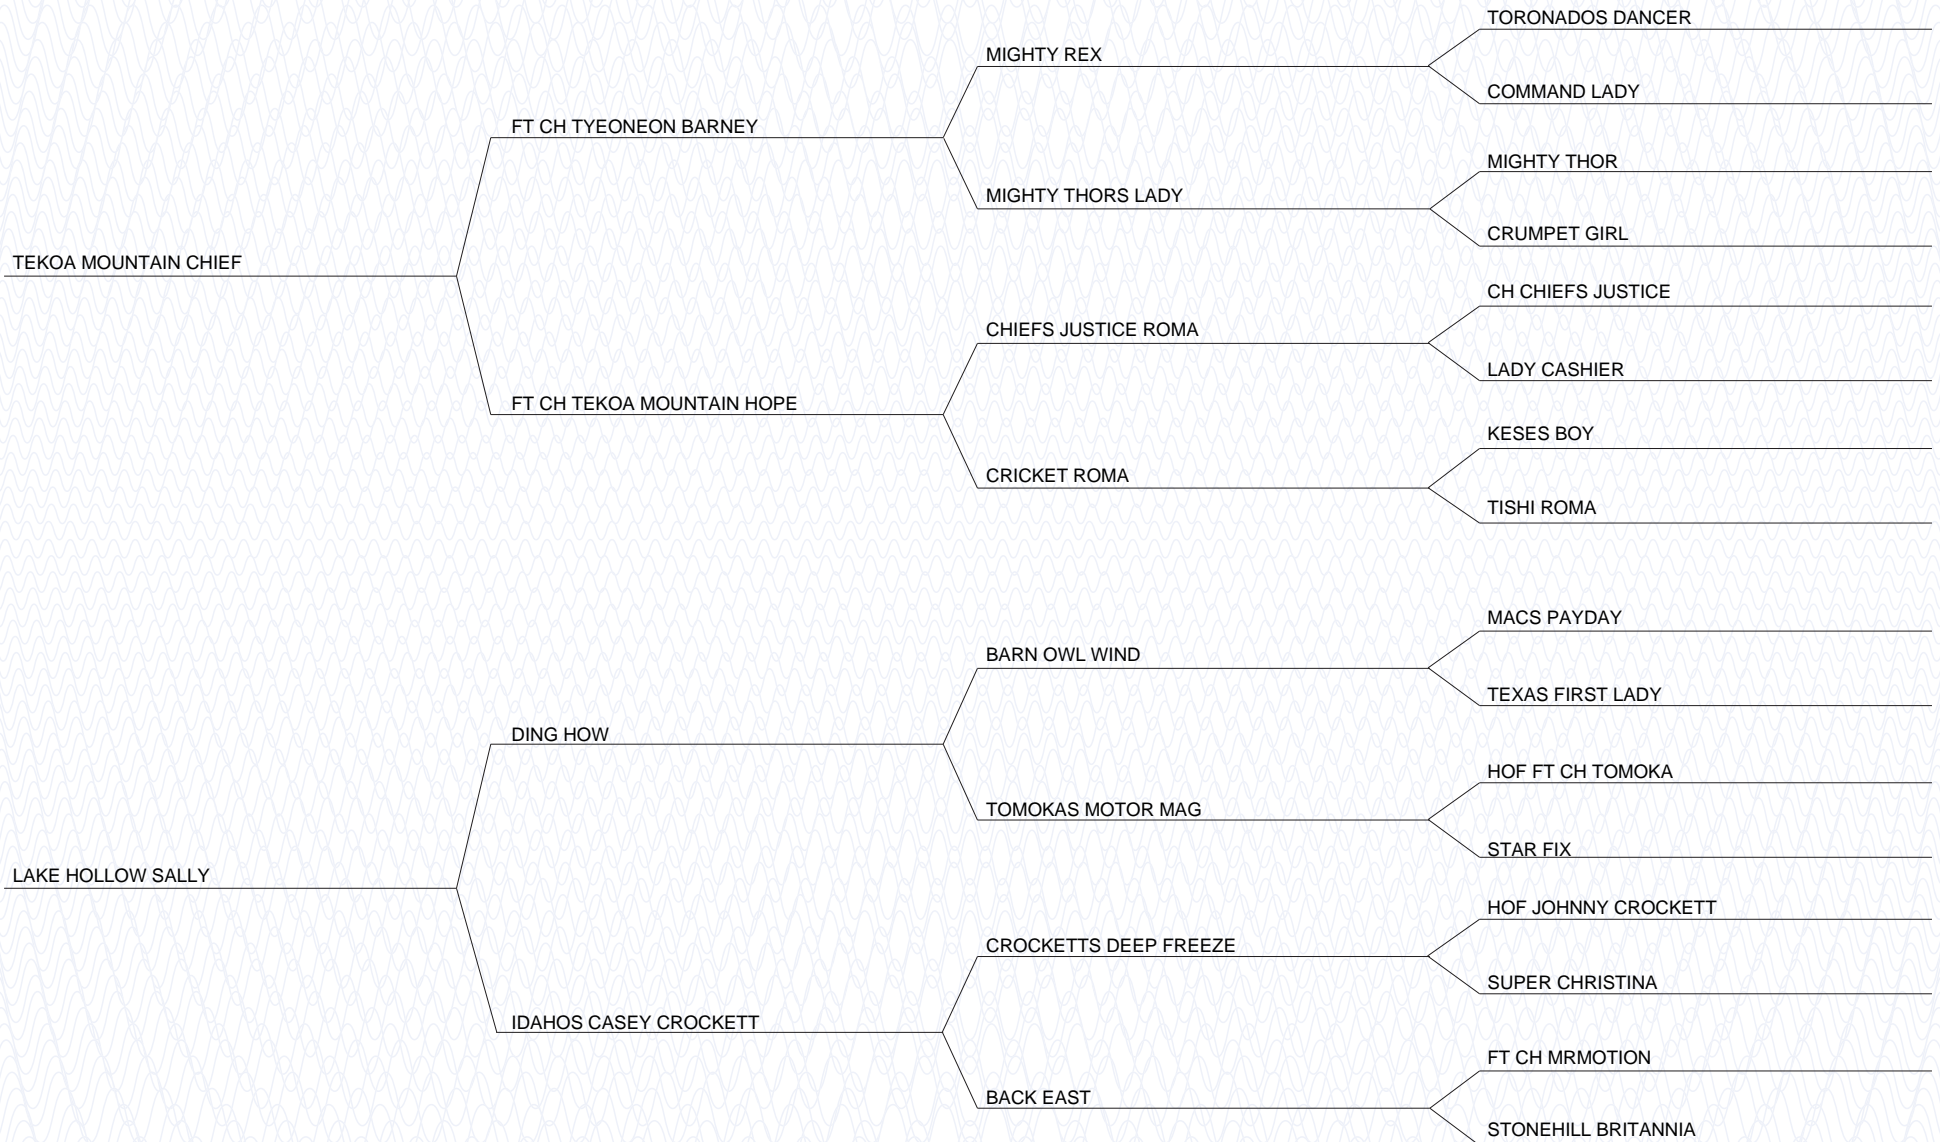 TORONADOS DANCER
MIGHTY REX
COMMAND LADY
FT CH TYEONEON BARNEY
MIGHTY THOR
MIGHTY THORS LADY
CRUMPET GIRL
TEKOA MOUNTAIN CHIEF
CH CHIEFS JUSTICE
CHIEFS JUSTICE ROMA
LADY CASHIER
FT CH TEKOA MOUNTAIN HOPE
KESES BOY
CRICKET ROMA
TISHI ROMA
MACS PAYDAY
BARN OWL WIND
TEXAS FIRST LADY
DING HOW
HOF FT CH TOMOKA
TOMOKAS MOTOR MAG
STAR FIX
LAKE HOLLOW SALLY
HOF JOHNNY CROCKETT
CROCKETTS DEEP FREEZE
SUPER CHRISTINA
IDAHOS CASEY CROCKETT
FT CH MRMOTION
BACK EAST
STONEHILL BRITANNIA